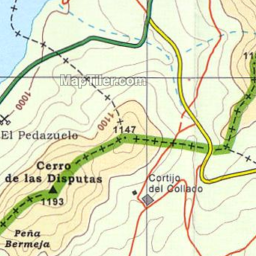 MapTiler.com
1000
1100
1147
El Pedazuelo
Cerro
de las Disputas
1193
Cortijo
del Collado
Peña
Bermeja